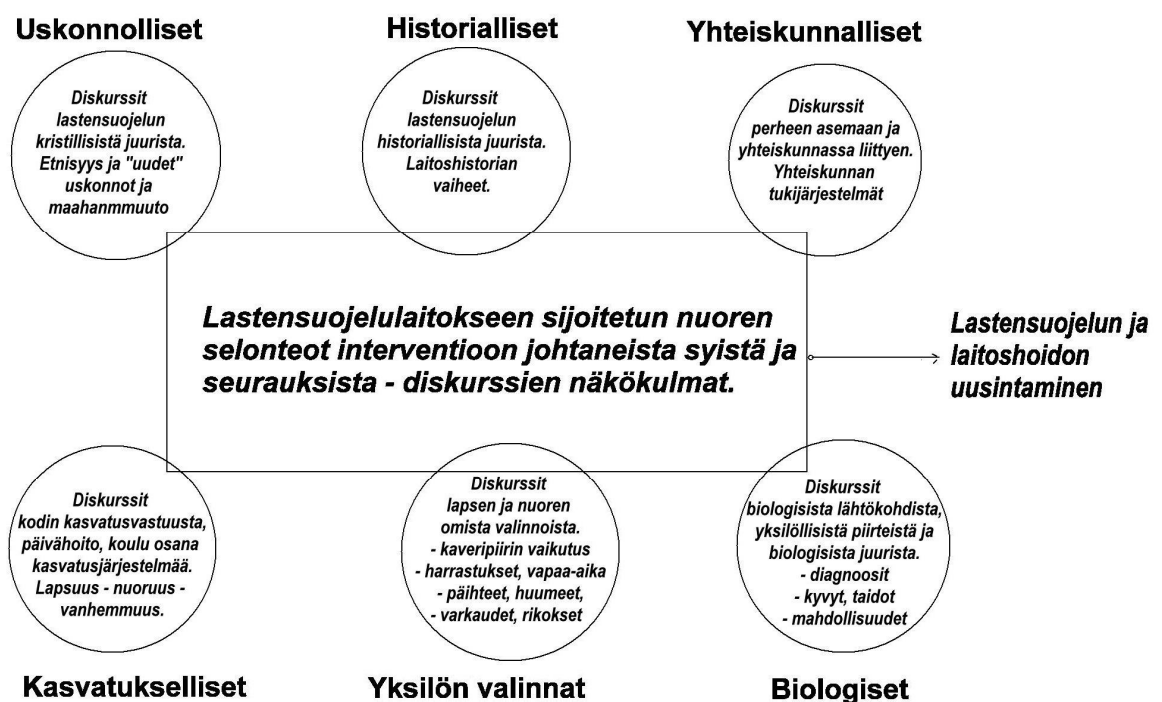 Uskonnolliset
Historialliset
Yhteiskunnalliset
Diskurssit
lastensuojelun
kristillisistä juurista.
Etnisyys ja "uudet"
uskonnot ja
maahanmmuuto
Diskurssit
lastensuojelun
historiallisista juurista.
Laitoshistorian
vaiheet.
Diskurssit
perheen asemaan ja
yhteiskunnassa liittyen.
Yhteiskunnan
tukijärjestelmät
Lastensuojelulaitokseen sijoitetun nuoren
selonteot interventioon johtaneista syistä ja
seurauksista - diskurssien näkökulmat.
Lastensuojelun ja
laitoshoidon
uusintaminen
Diskurssit
kodin kasvatusvastuusta,
päivähoito, koulu osana
kasvatusjärjestelmää.
Lapsuus - nuoruus -
vanhemmuus.
Diskurssit
lapsen ja nuoren
omista valinnoista.
- kaveripiirin vaikutus
- harrastukset, vapaa-aika
- päihteet, huumeet,
- varkaudet, rikokset
Diskurssit
biologisista lähtökohdista,
yksilöllisistä piirteistä ja
biologisista juurista.
- diagnoosit
- kyvyt, taidot
- mahdollisuudet
Kasvatukselliset
Yksilön valinnat
Biologiset